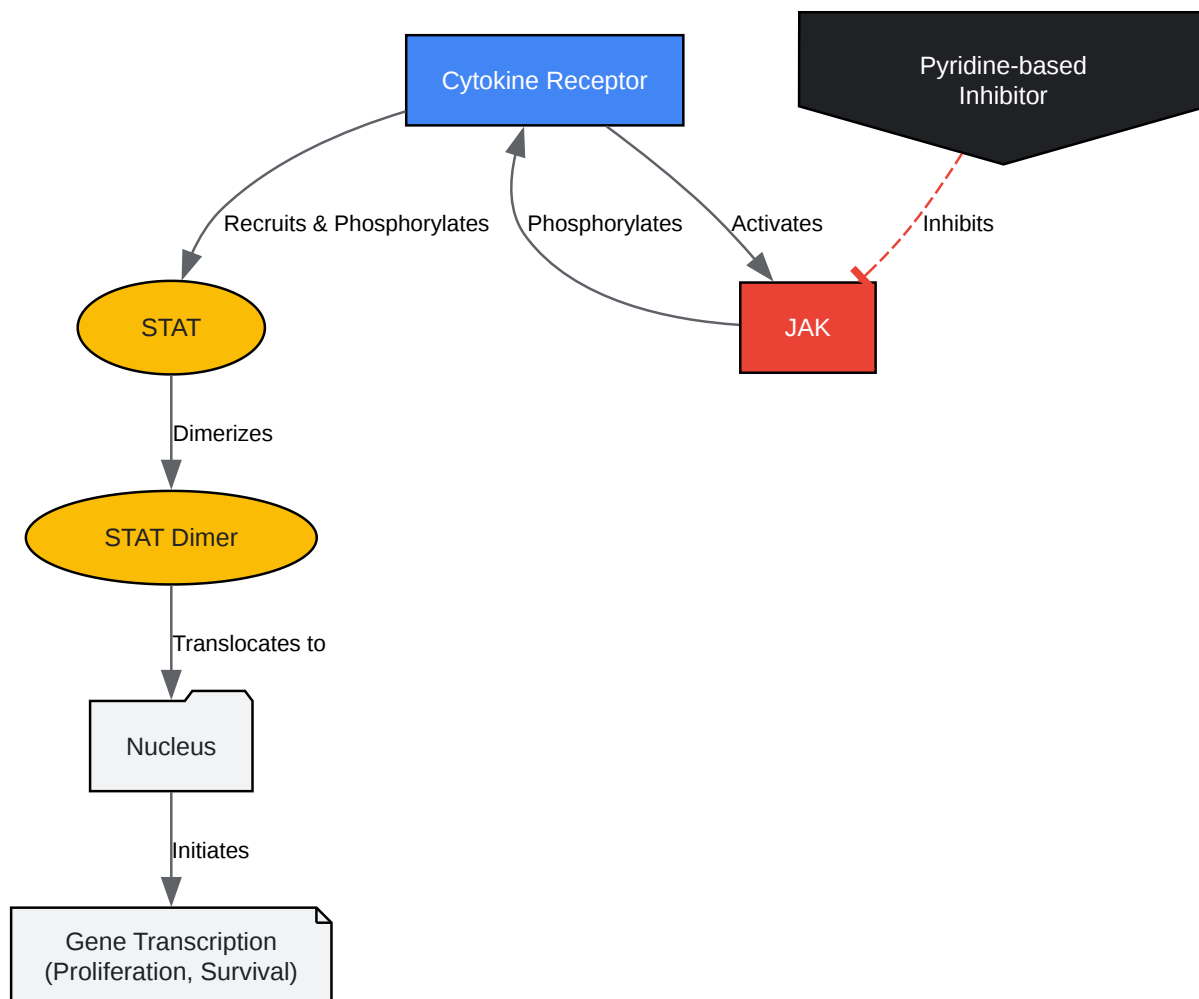 Cytokine Receptor
Pyridine-based
Inhibitor
Recruits & Phosphorylates
Phosphorylates
Activates
Inhibits
STAT
JAK
Dimerizes
STAT Dimer
Translocates to
Nucleus
Initiates
Gene Transcription
(Proliferation, Survival)